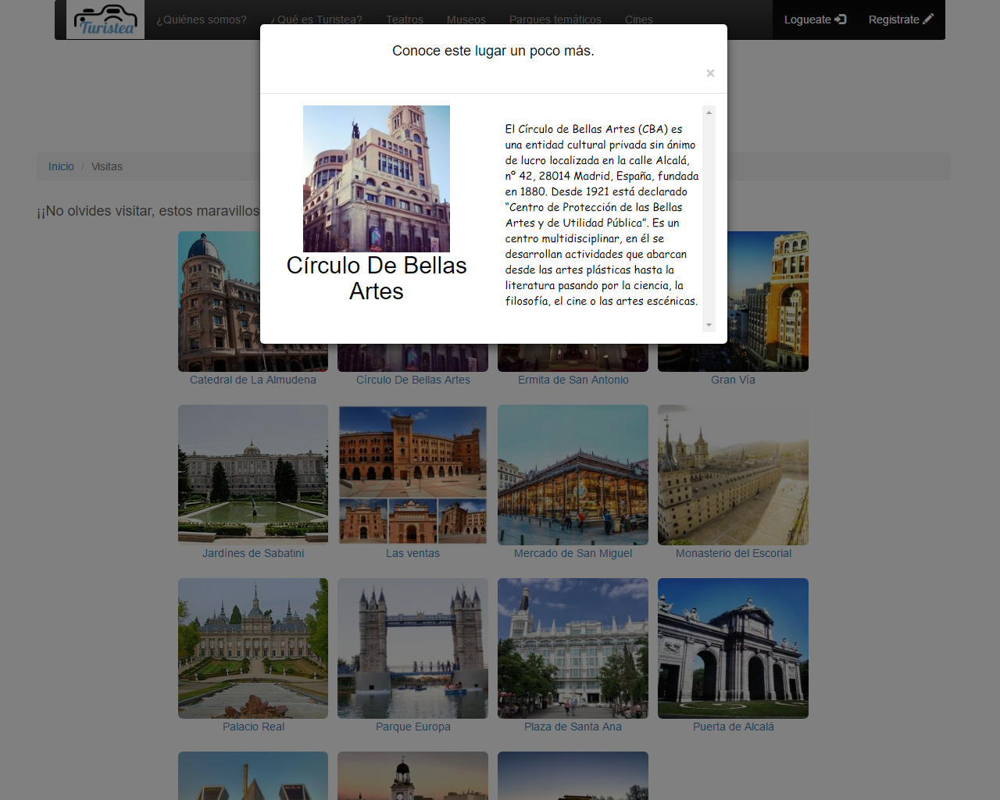 Turistea
¿Quiénes somos?
¿Qué es Turistea?
Teatros
Museos
Parques temáticos
Cines
Logueate
Registrate
Conoce este lugar un poco más.
×
Círculo De Bellas
Artes
El Círculo de Bellas Artes (CBA) es
una entidad cultural privada sin ánimo
de lucro localizada en la calle Alcalá,
nº 42, 28014 Madrid, España, fundada
en 1880. Desde 1921 está declarado
“Centro de Protección de las Bellas
Artes y de Utilidad Pública”. Es un
centro multidisciplinar, en él se
desarrollan actividades que abarcan
desde las artes plásticas hasta la
literatura pasando por la ciencia, la
filosofía, el cine o las artes escénicas.
Inicio / Visitas
¡¡No olvides visitar, estos maravillos
Catedral de La Almudena
Círculo De Bellas Artes
Ermita de San Antonio
Gran Vía
Jardínes de Sabatini
Las ventas
Mercado de San Miguel
Monasterio del Escorial
Palacio Real
Parque Europa
Plaza de Santa Ana
Puerta de Alcalá